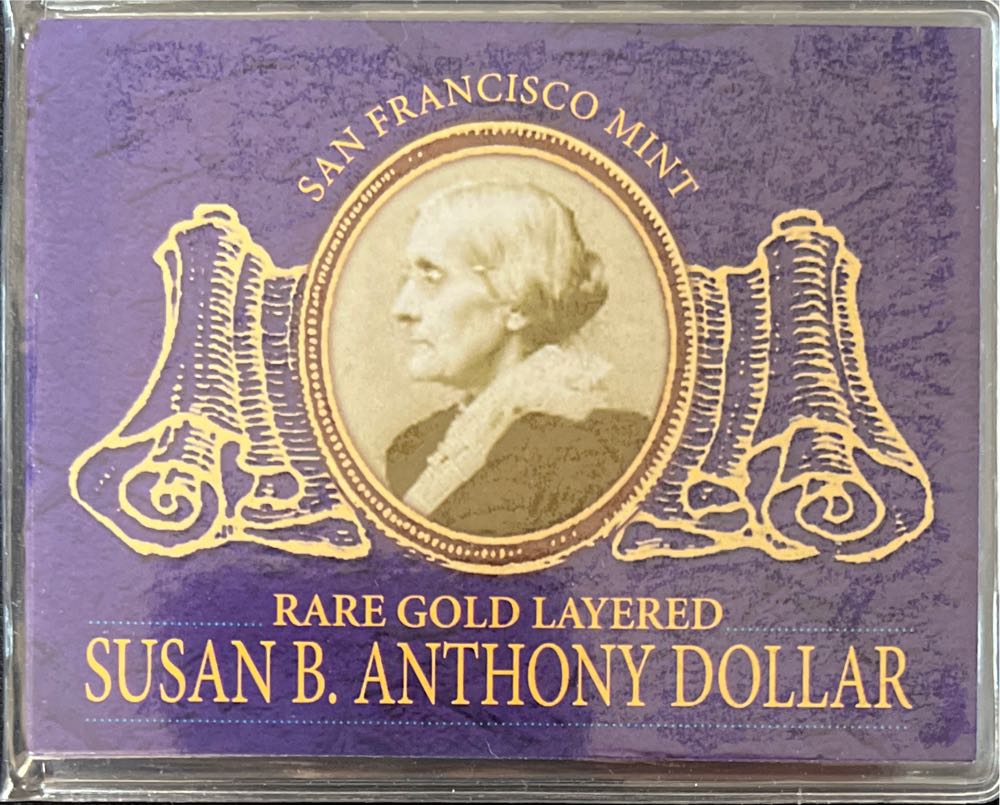 SAN FRANCISCO MINT
RARE GOLD LAYERED
SUSAN B. ANTHONY DOLLAR